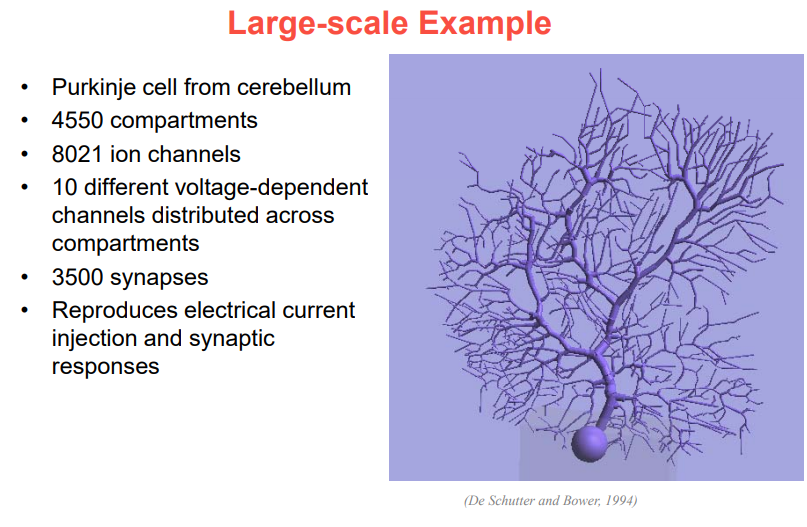 Large-scale Example
• Purkinje cell from cerebellum
• 4550 compartments
• 8021 ion channels
• 10 different voltage-dependent
channels distributed across
compartments
• 3500 synapses
• Reproduces electrical current
injection and synaptic
responses
(De Schutter and Bower, 1994)